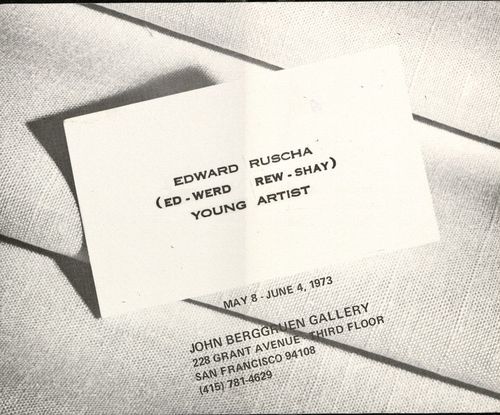 EDWARD RUSCHA
(ED-WERD REW-SHAY)
YOUNG ARTIST
MAY 8 - JUNE 4, 1973
JOHN BERGGRUEN GALLERY
228 GRANT AVENUE THIRD FLOOR
SAN FRANCISCO 94108
(415) 781-4629